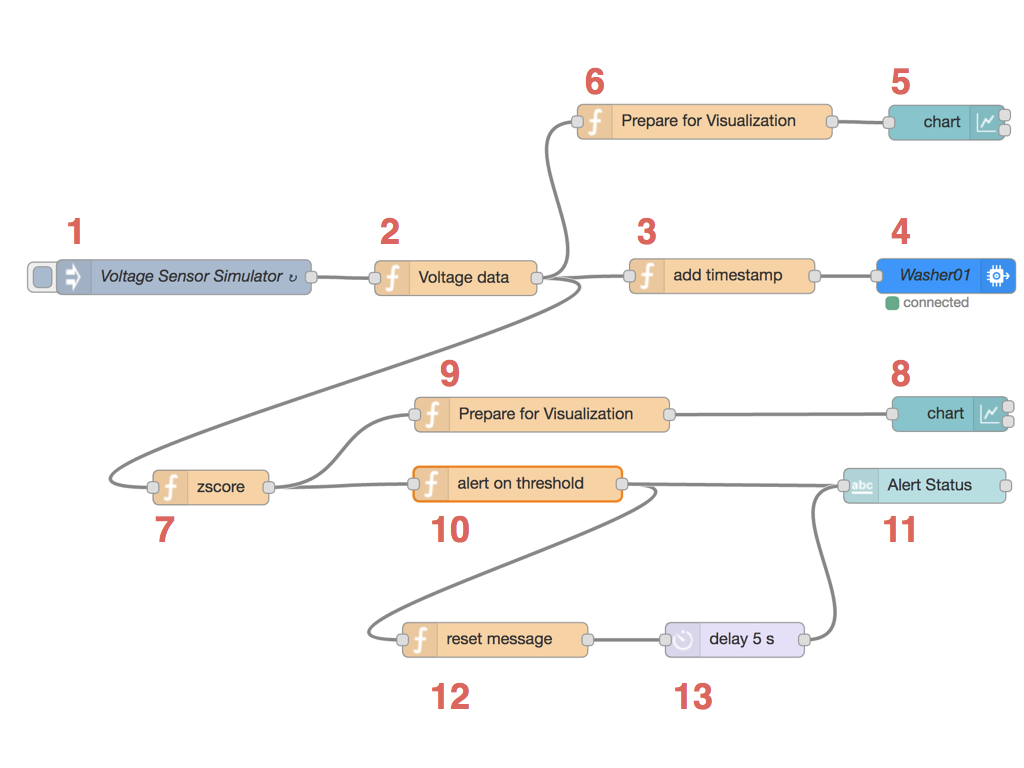 6
5
Prepare for Visualization
chart
1
2
3
4
Voltage Sensor Simulator ↻
Voltage data
add timestamp
Washer01
connected
9
8
Prepare for Visualization
chart
zscore
alert on threshold
abc
Alert Status
7
10
11
reset message
delay 5 s
12
13